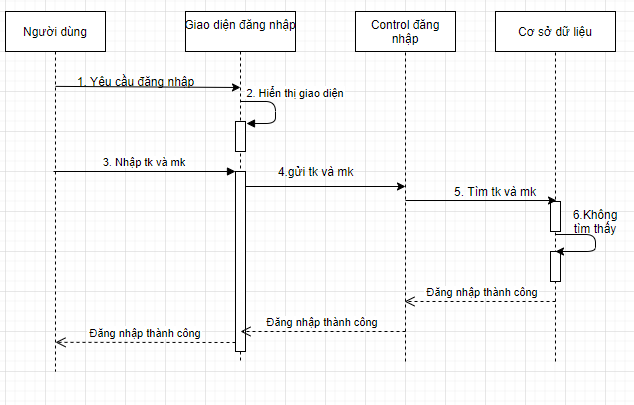 Người dùng
Giao diện đăng nhập
Control đăng
nhập
Cơ sở dữ liệu
1. Yêu cầu đăng nhập
2. Hiển thị giao diện
3. Nhập tk và mk
4.gửi tk và mk
5. Tìm tk và mk
6.Không
tìm thấy
Đăng nhập thành công
Đăng nhập thành công
Đăng nhập thành công